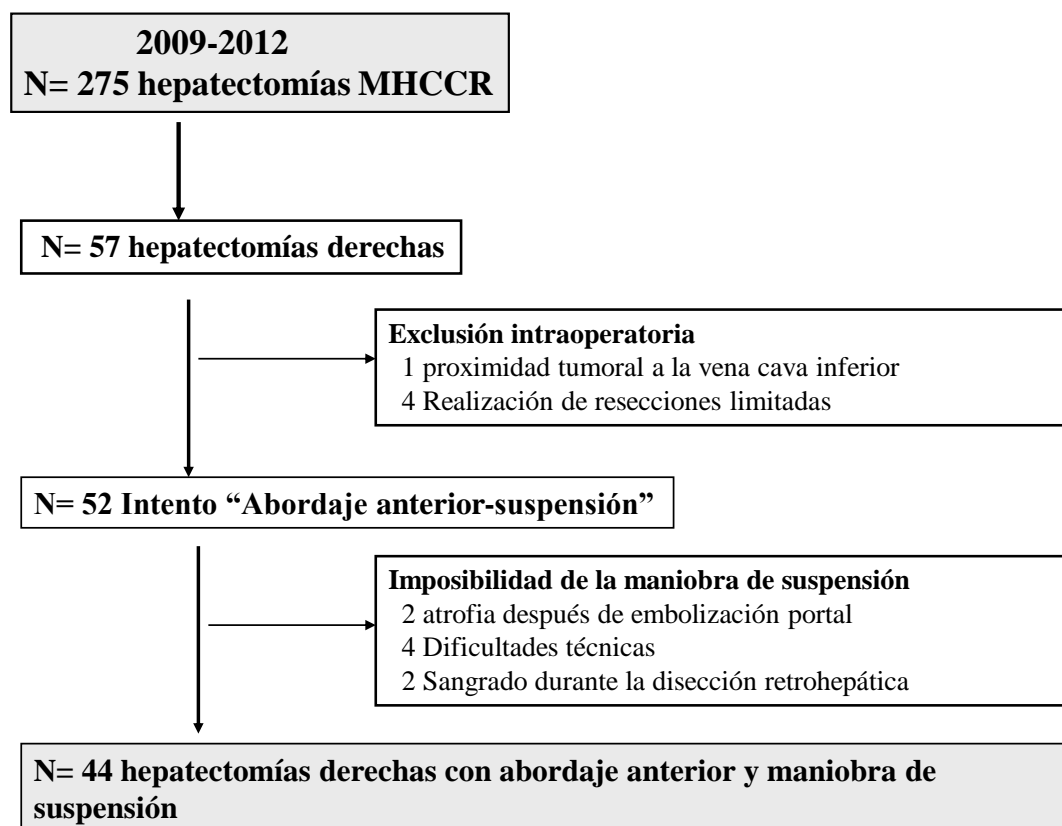 2009-2012
N= 275 hepatectomías MHCCR
N= 57 hepatectomías derechas
Exclusión intraoperatoria
1 proximidad tumoral a la vena cava inferior
4 Realización de resecciones limitadas
N= 52 Intento “Abordaje anterior-suspensión”
Imposibilidad de la maniobra de suspensión
2 atrofia después de embolización portal
4 Dificultades técnicas
2 Sangrado durante la disección retrohepática
N= 44 hepatectomías derechas con abordaje anterior y maniobra de
suspensión